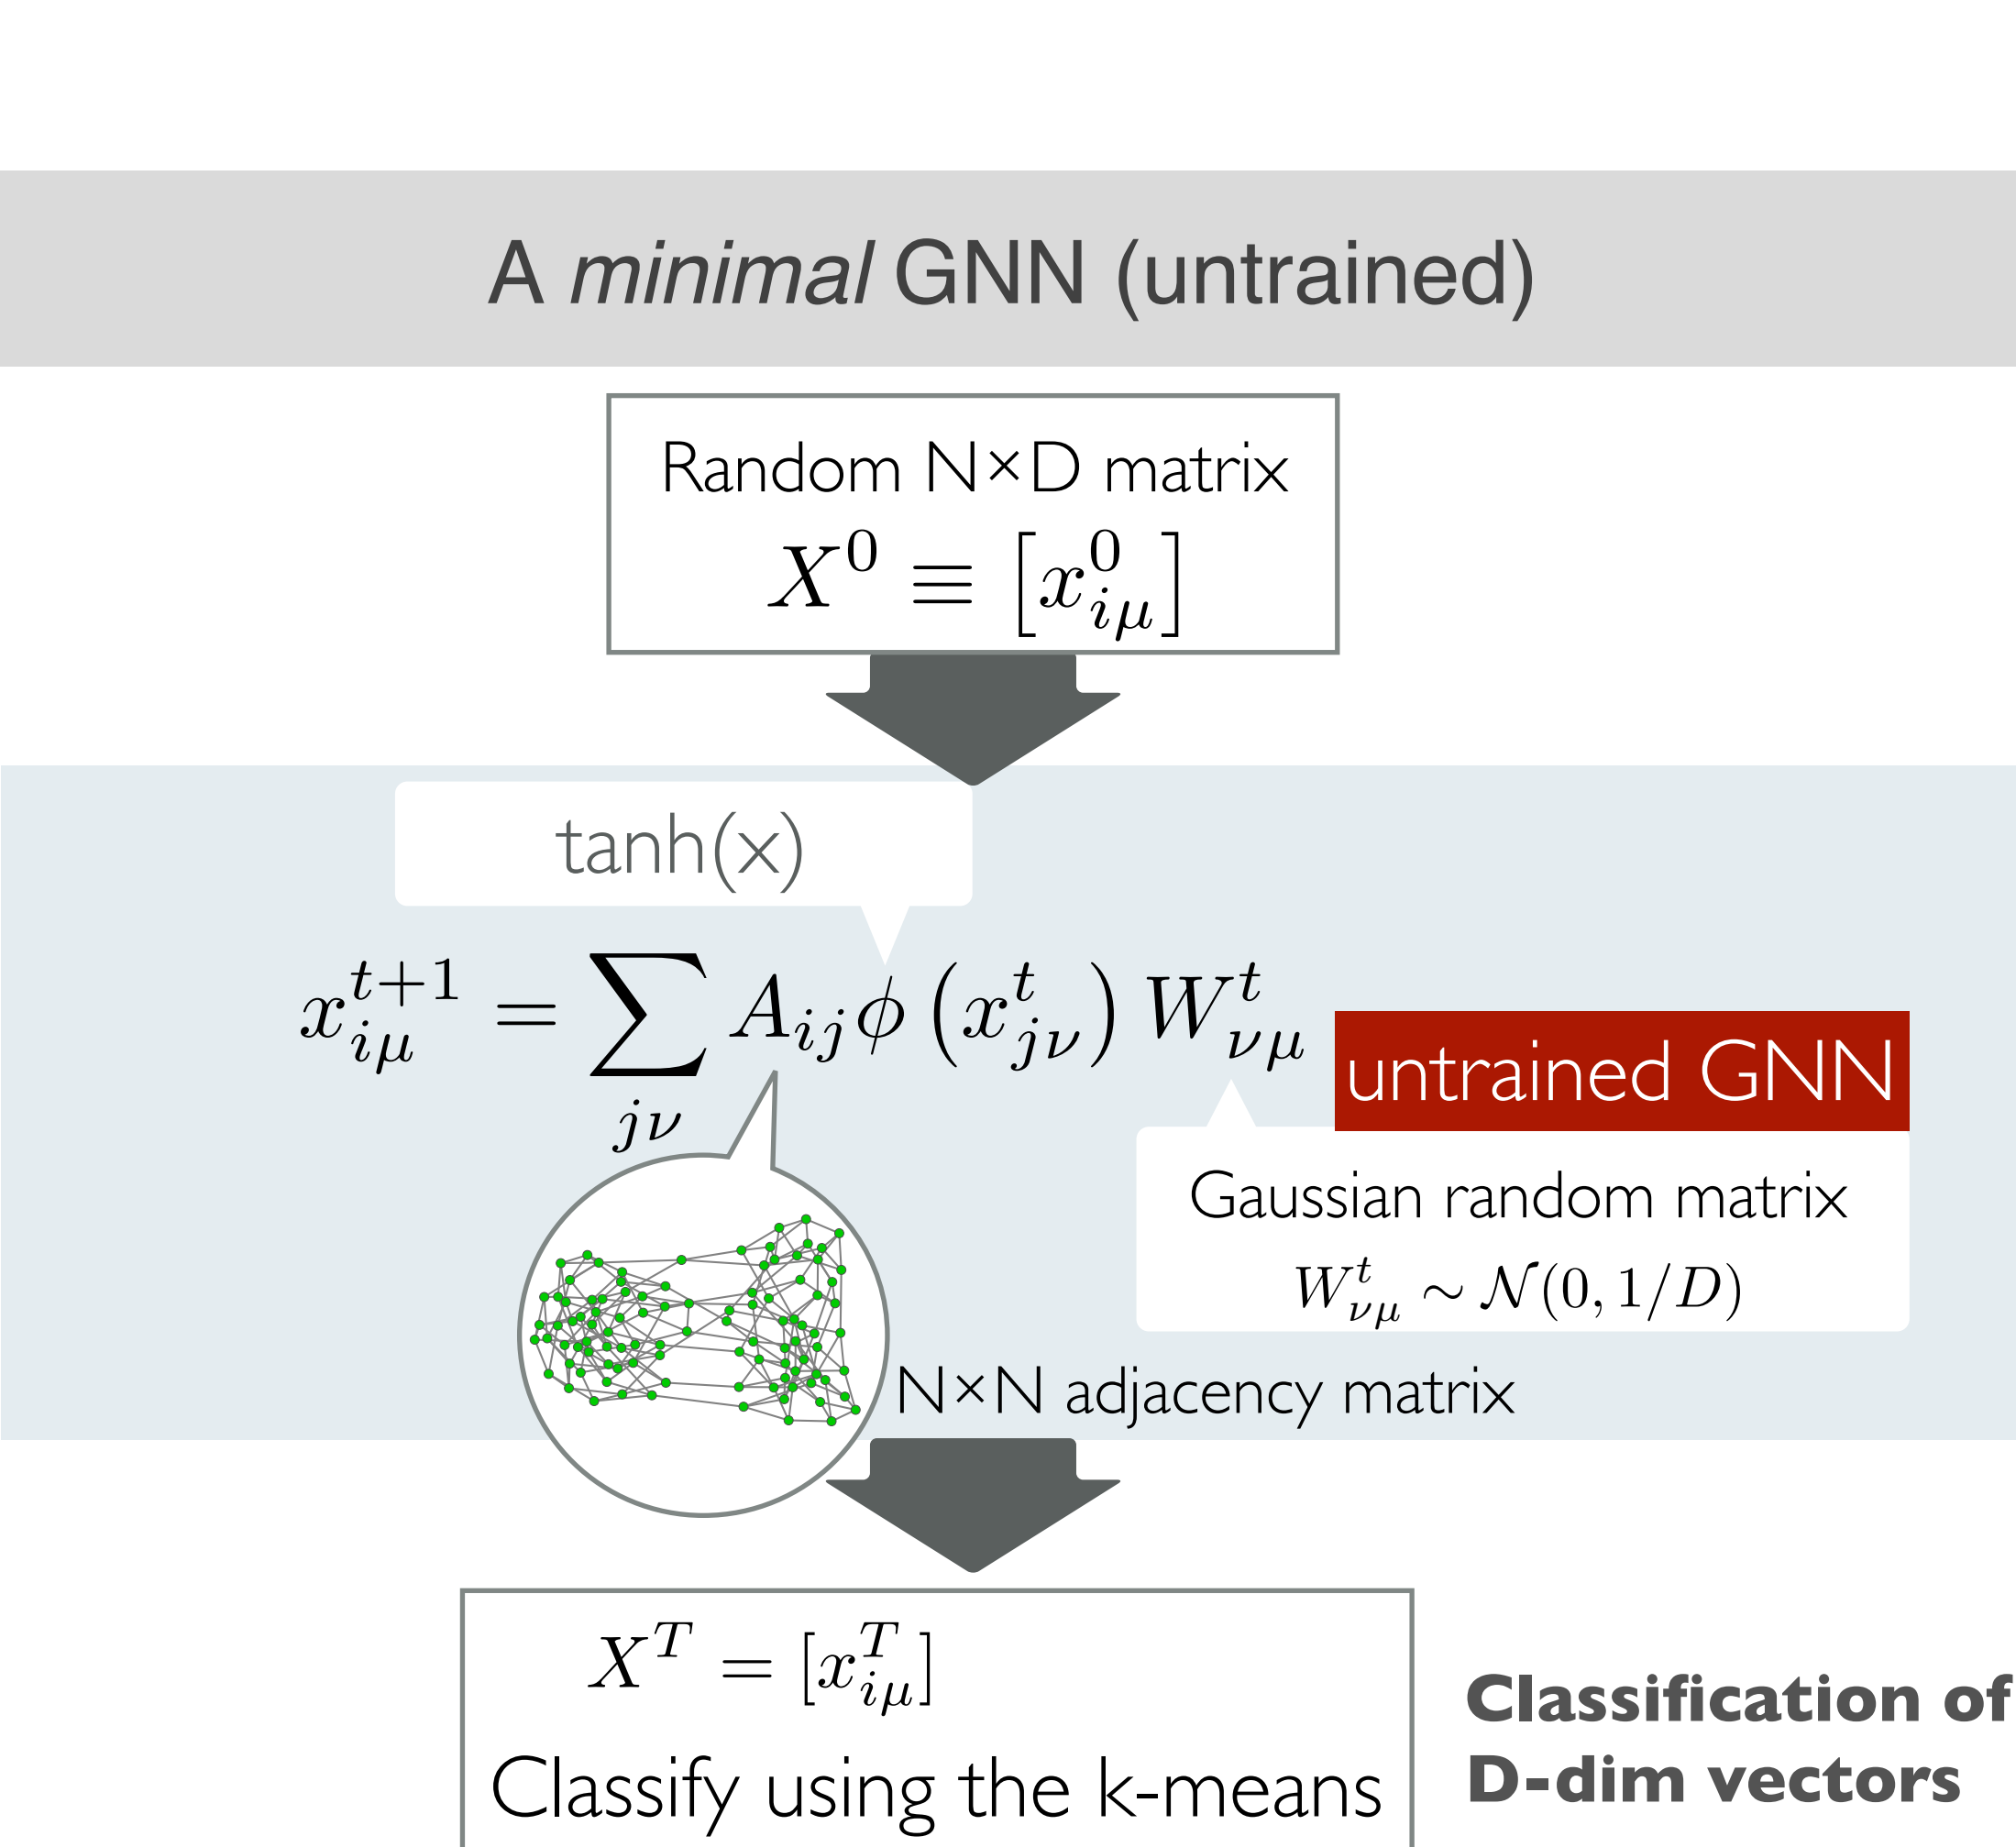 A minimal GNN (untrained)
Random N×D matrix
X^0 ≡ [x^0_{iμ}]
tanh(x)
x^{t+1}_{iμ} = ∑_{jν} A_{ij} ϕ (x^t_{jν}) W^t_{νμ}
untrained GNN
Gaussian random matrix
W^t_{νμ} ∼ 𝒩(0, 1/D)
N×N adjacency matrix
X^T = [x^T_{iμ}]
Classify using the k-means
Classification of
D-dim vectors